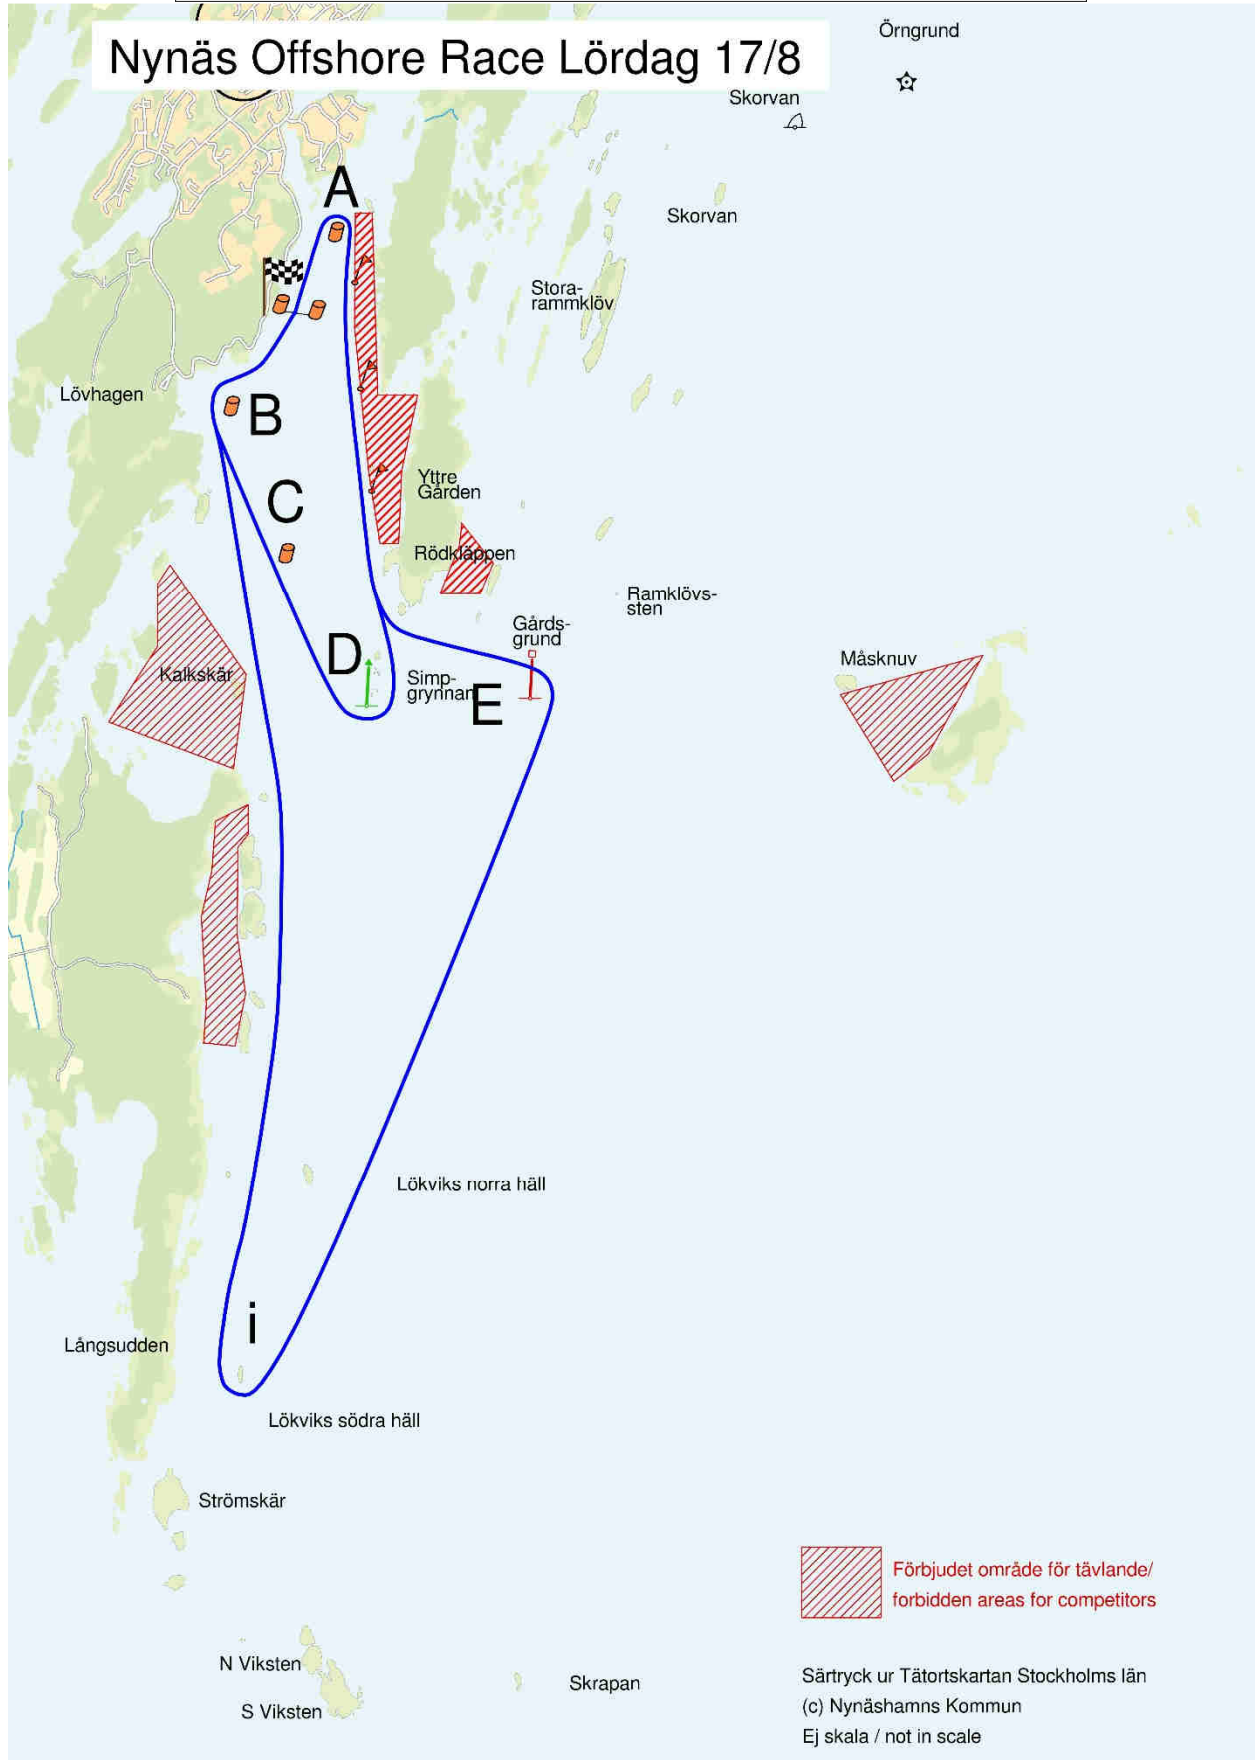 Nynäs Offshore Race Lördag 17/8
Örngrund
Skorvan
A
Skorvan
Stora-
rammklöv
Lövhagen
B
Yttre
Gården
C
Rödkläppen
Ramklövs-
sten
Gårds-
grund
D
Måsknuv
Kalkskär
Simp-
grynnan
E
Lökviks norra häll
i
Långsudden
Lökviks södra häll
Strömskär
Förbjudet område för tävlande/
forbidden areas for competitors
N Viksten
Skrapan
S Viksten
Särtryck ur Tätortskartan Stockholms län
(c) Nynäshamns Kommun
Ej skala / not in scale